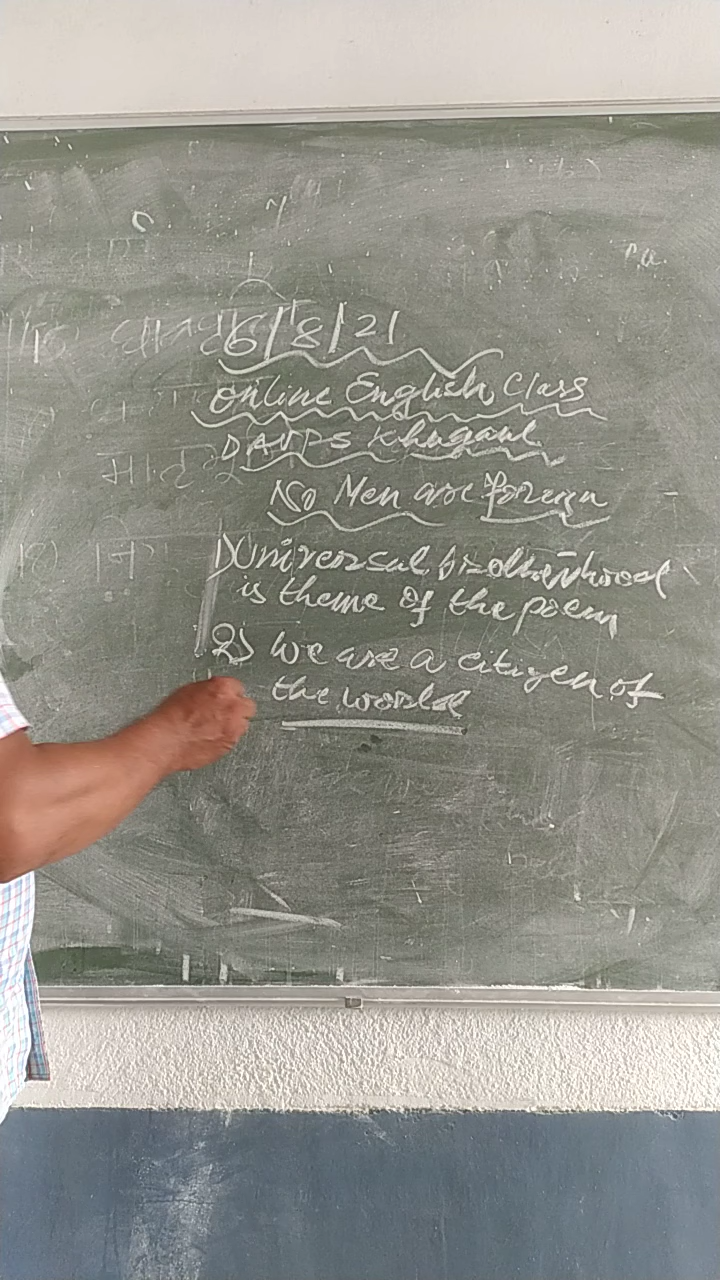 6/8/21
Online English Class
DAVPS Khagaul
No Men are Foreign
1) Universal brotherhood
is theme of the poem
2) We are a citizen of
the world